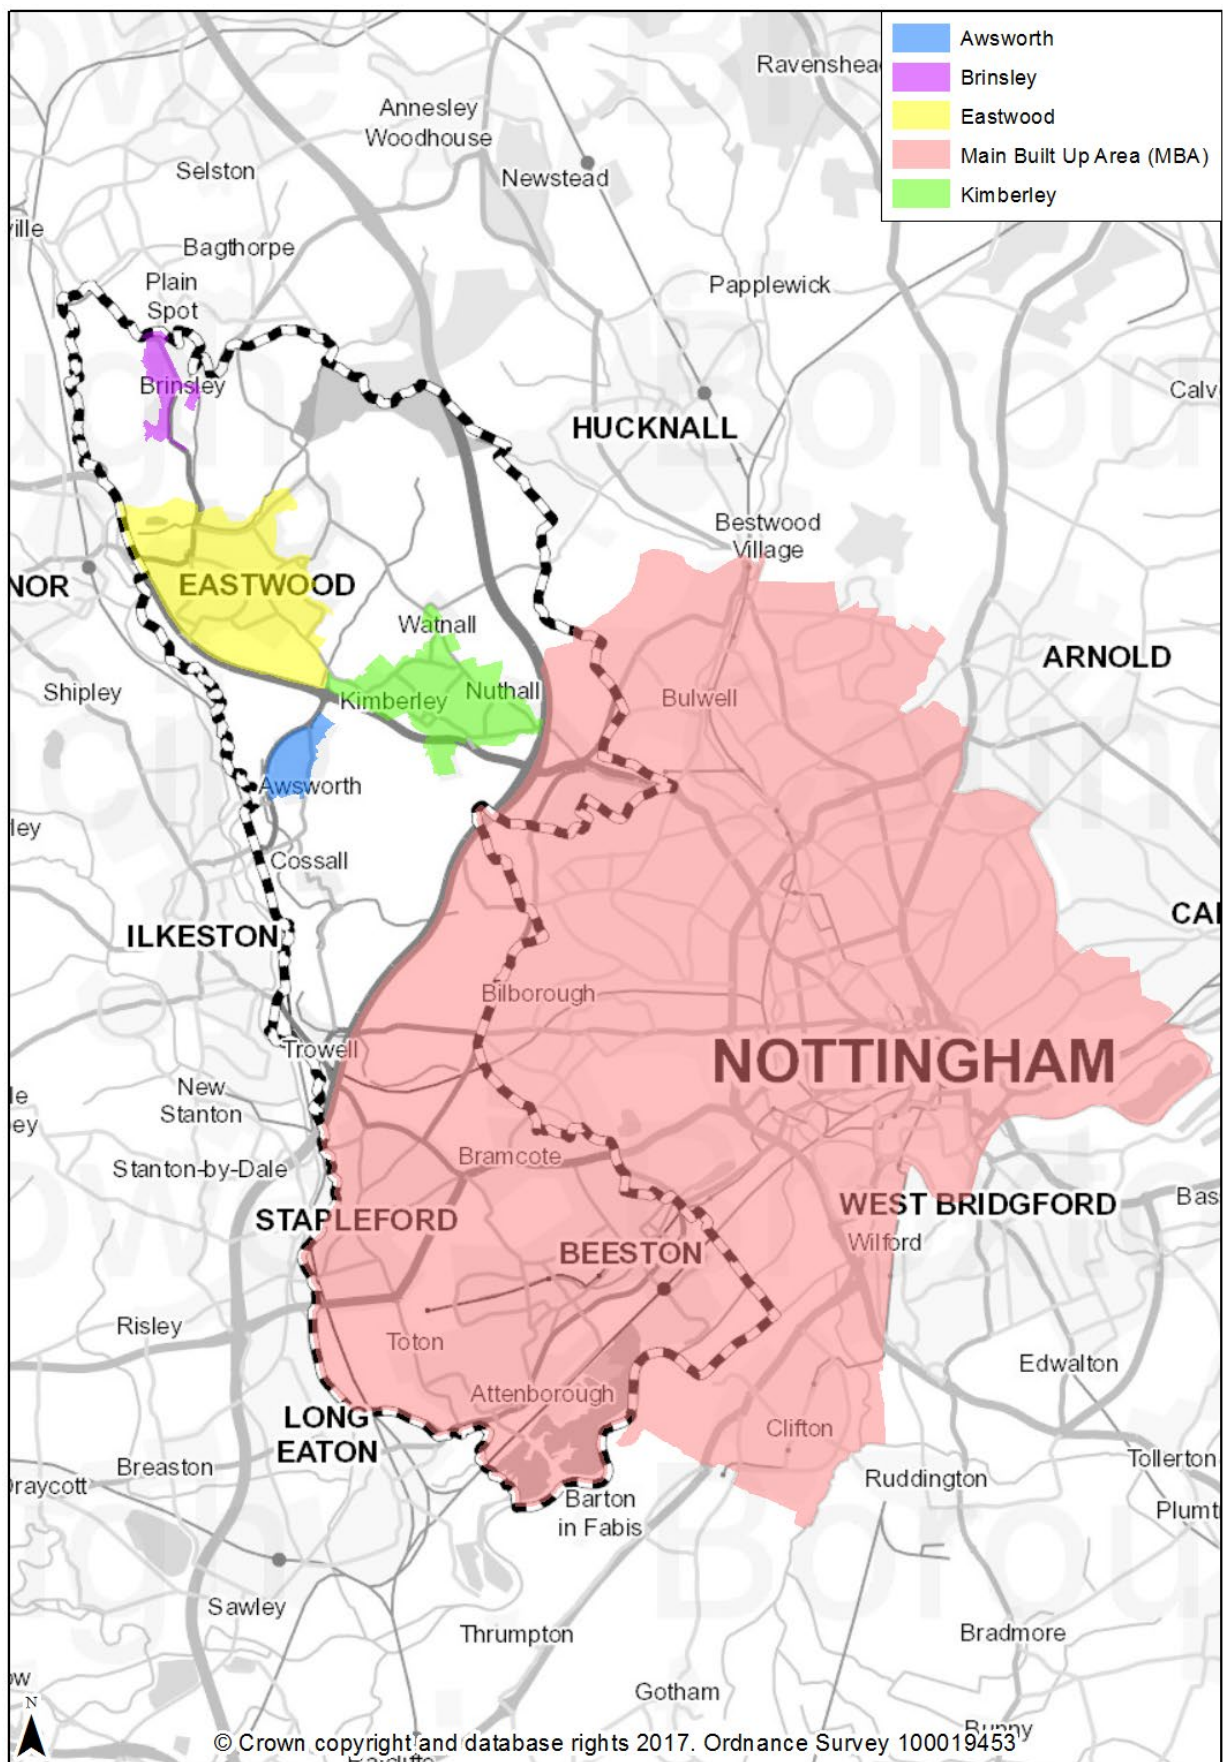 Awsworth
Brinsley
Eastwood
Main Built Up Area (MBA)
Kimberley
Annesley
Woodhouse
Selston
Newstead
Bagthorpe
Plain
Spot
Papplewick
Brinsley
HUCKNALL
Bestwood
Village
EASTWOOD
Watnall
ARNOLD
Shipley
Kimberley
Nuthall
Bulwell
Awsworth
Cossall
ILKESTON
Bilborough
Trowell
NOTTINGHAM
New
Stanton
Bramcote
Stanton-by-Dale
STAPLEFORD
WEST BRIDGFORD
BEESTON
Wilford
Risley
Toton
Edwalton
Attenborough
LONG
EATON
Clifton
Breaston
Tollerton
Ruddington
Barton
in Fabis
Sawley
Thrumpton
Bradmore
Gotham
Bunny
N
© Crown copyright and database rights 2017. Ordnance Survey 100019453